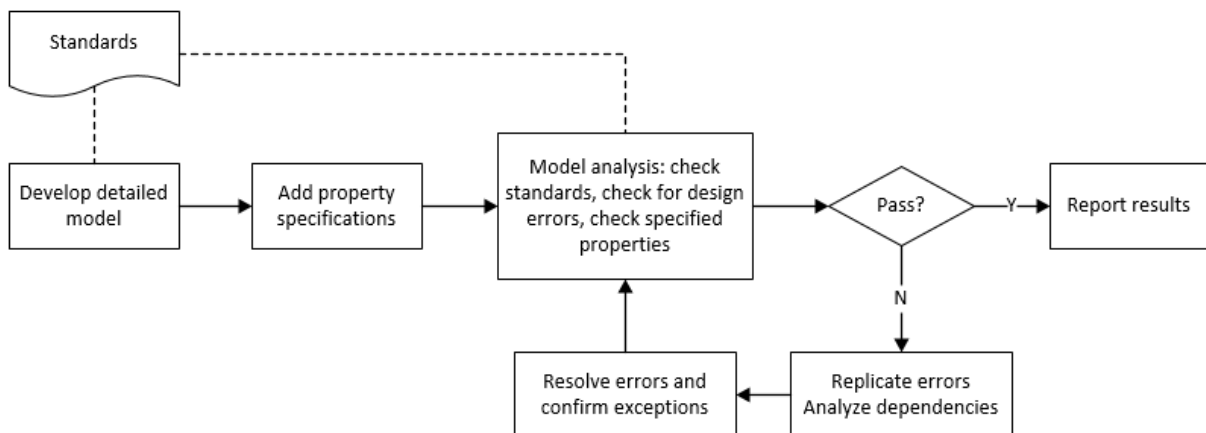 Standards
Develop detailed
model
Add property
specifications
Model analysis: check
standards, check for design
errors, check specified
properties
Pass?
Y
Report results
N
Resolve errors and
confirm exceptions
Replicate errors
Analyze dependencies